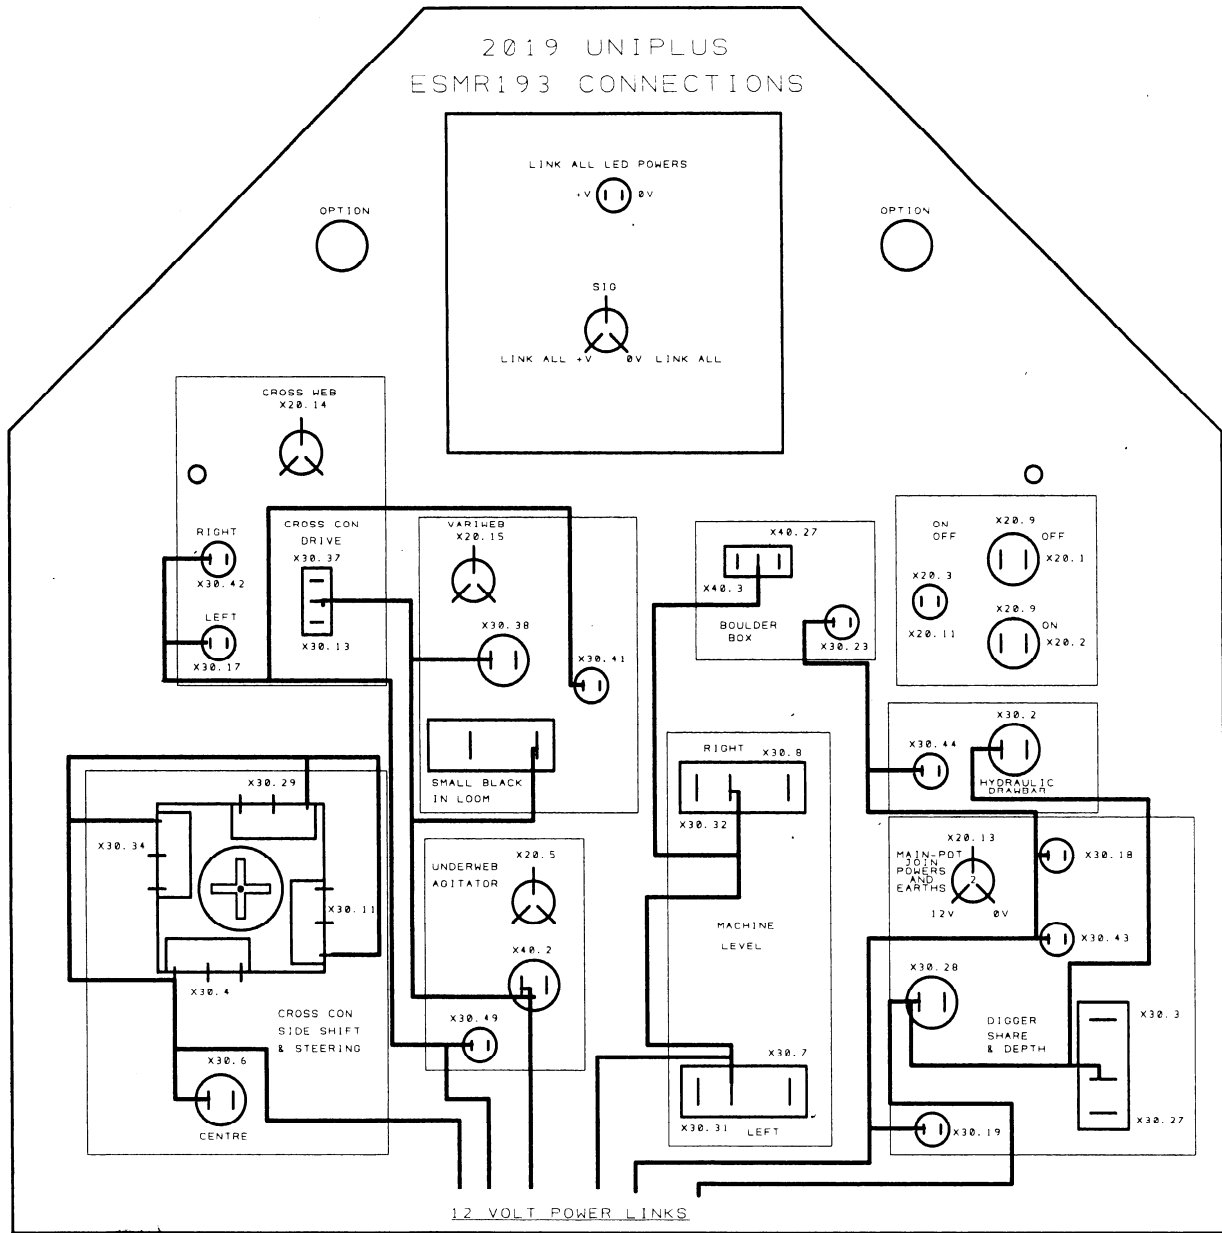 2019 UNIPLUS
ESMR193 CONNECTIONS
LINK ALL LED POWERS
+V 0V
OPTION
OPTION
SIG
LINK ALL +V 0V LINK ALL
CROSS WEB
X20.14
RIGHT
X30.42
LEFT
X30.17
CROSS CON
DRIVE
X30.37
X30.13
VARIWEB
X20.15
X30.38
X30.41
SMALL BLACK
IN LOOM
X40.27
X40.3
BOULDER
BOX
X30.23
ON
OFF
X20.9
OFF
X20.1
X20.3
X20.11
X20.9
ON
X20.2
X30.2
X30.44
HYDRAULIC
DRAWBAR
RIGHT
X30.8
X30.32
MACHINE
LEVEL
X30.7
X30.31
LEFT
X30.29
X30.34
X30.11
X30.4
CROSS CON
SIDE SHIFT
& STEERING
X30.6
CENTRE
UNDERWEB
AGITATOR
X20.5
X40.2
X30.49
X20.13
MAIN-POT
JOIN
POWERS
AND
EARTHS
2
12V 0V
X30.18
X30.43
X30.28
DIGGER
SHARE
& DEPTH
X30.3
X30.27
X30.19
12 VOLT POWER LINKS